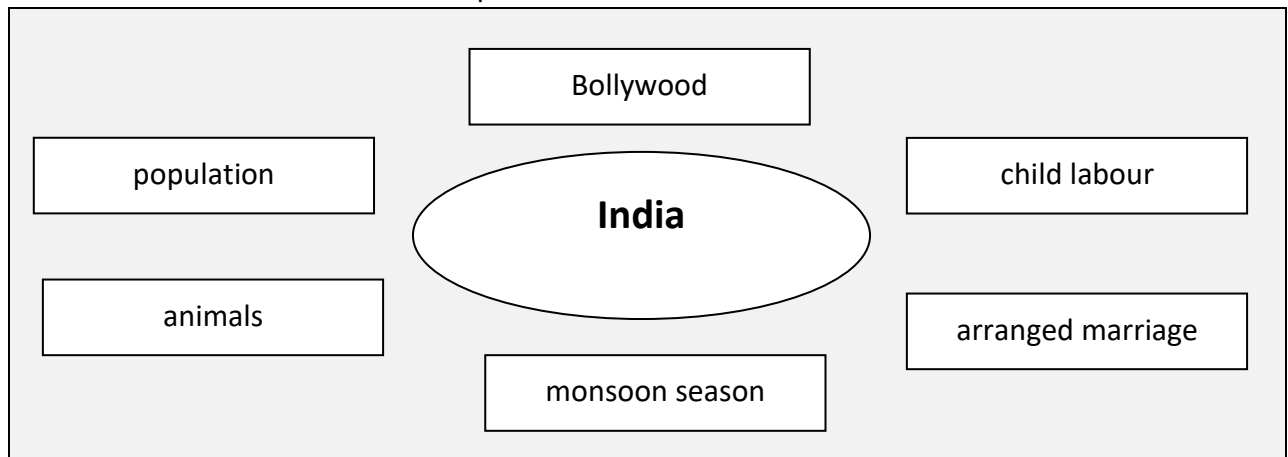 Bollywood
population
child labour
India
animals
arranged marriage
monsoon season